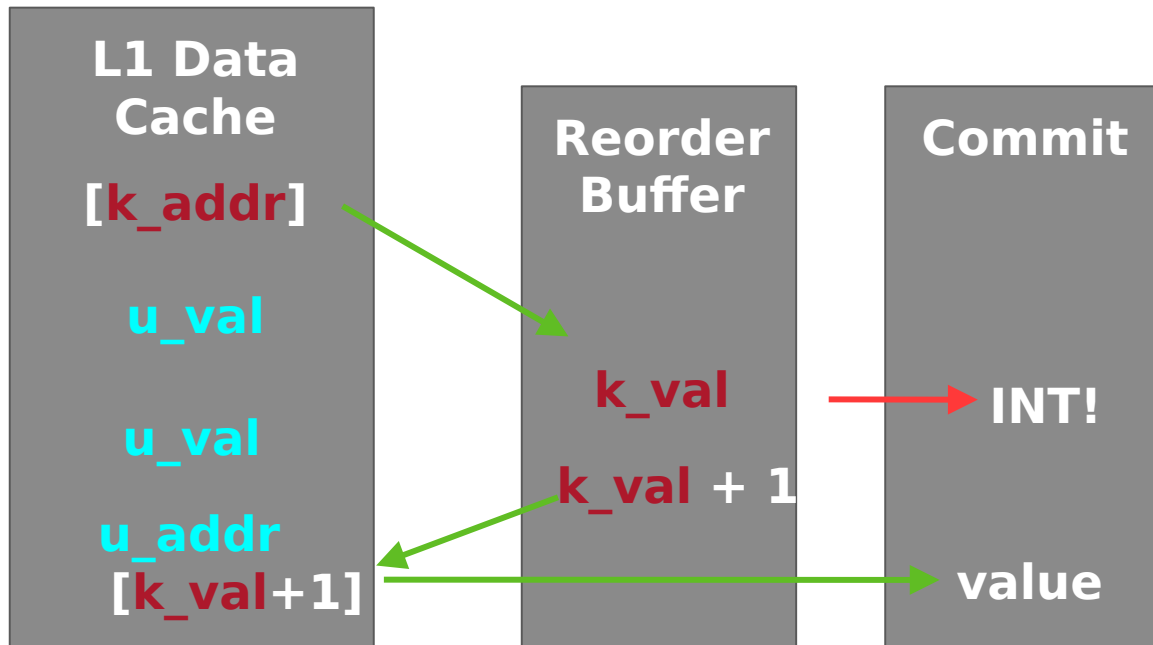 L1 Data
Cache
[k_addr]
u_val
u_val
u_addr
[k_val+1]
Reorder
Buffer
k_val
k_val + 1
Commit
INT!
value